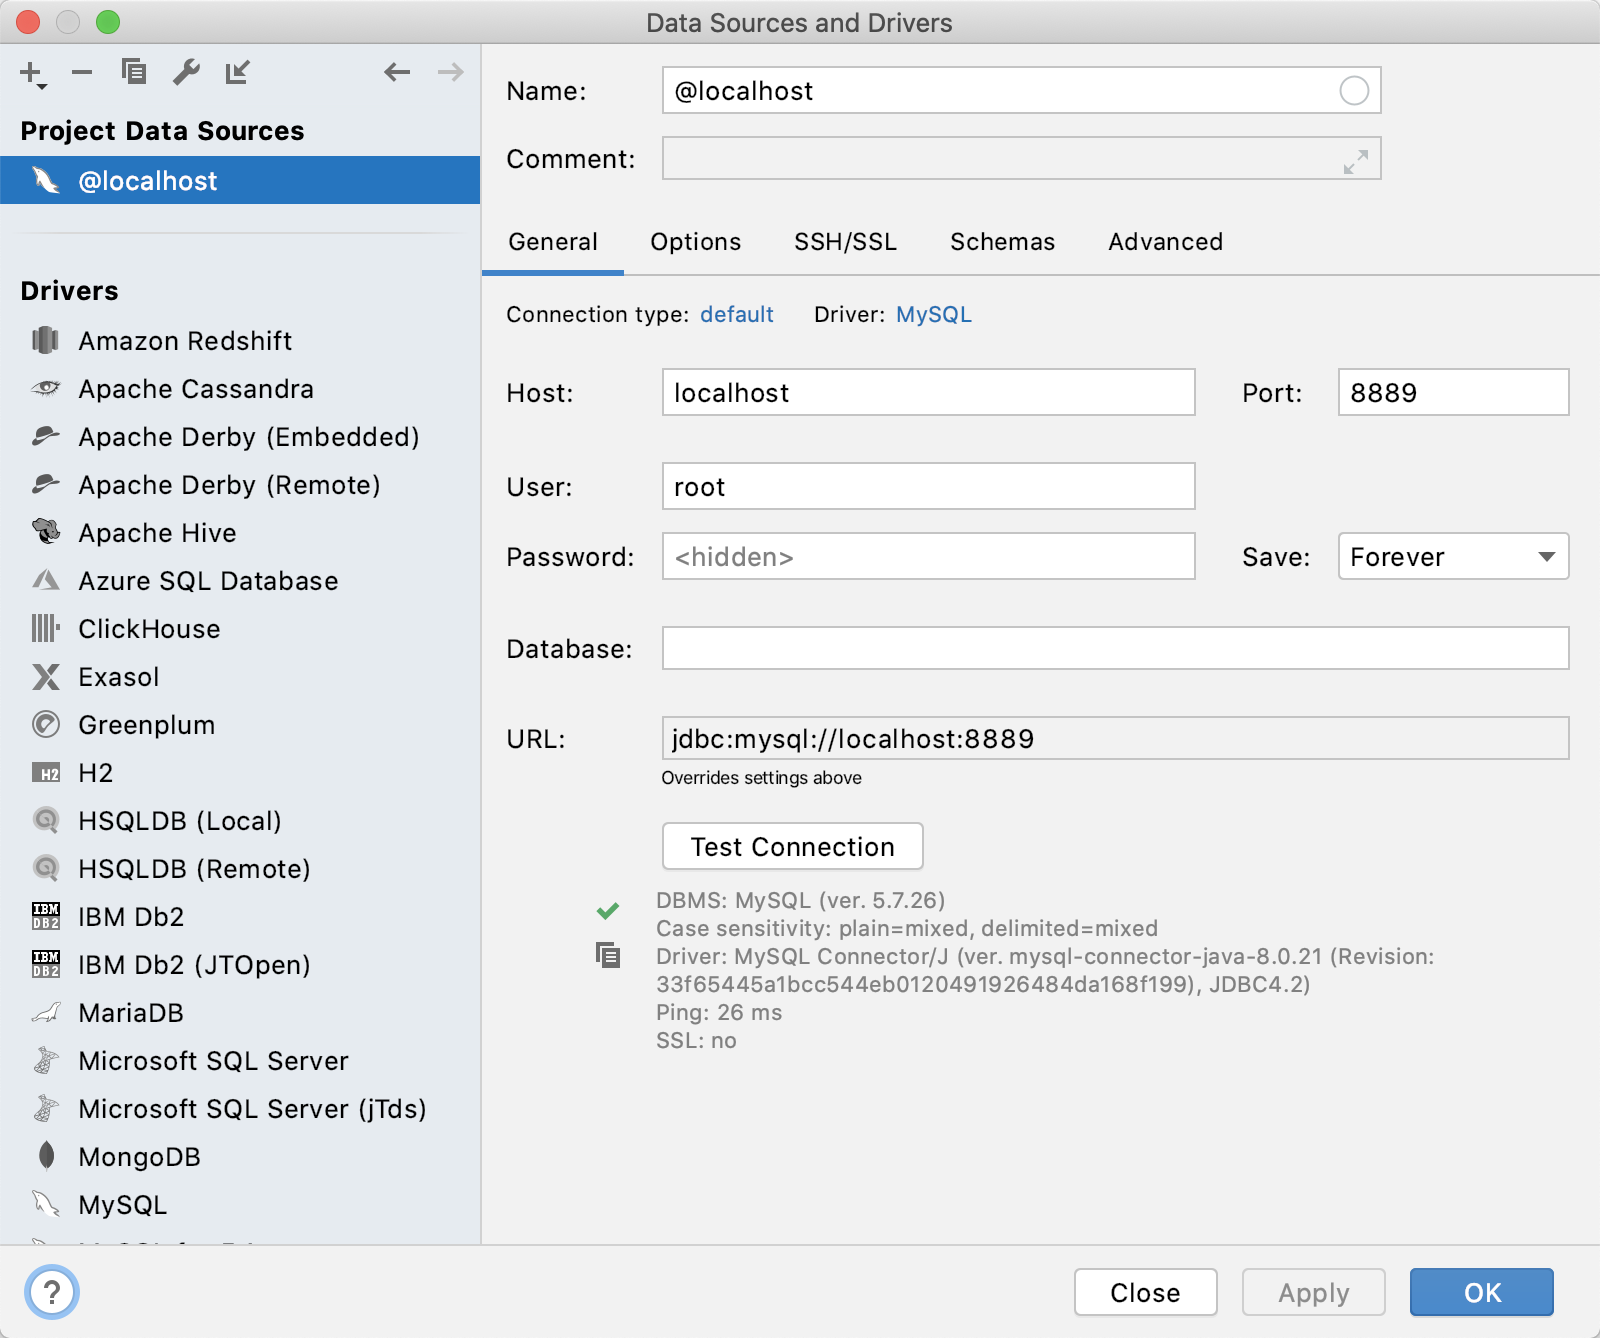 Data Sources and Drivers
Project Data Sources
@localhost
Drivers
Amazon Redshift
Apache Cassandra
Apache Derby (Embedded)
Apache Derby (Remote)
Apache Hive
Azure SQL Database
ClickHouse
Exasol
Greenplum
H2 H2
HSQLDB (Local)
HSQLDB (Remote)
IBM DB2 IBM Db2
IBM DB2 IBM Db2 (JTOpen)
MariaDB
Microsoft SQL Server
Microsoft SQL Server (jTds)
MongoDB
MySQL
Name: @localhost
Comment:
General Options SSH/SSL Schemas Advanced
Connection type: default Driver: MySQL
Host: localhost Port: 8889
User: root
Password: <hidden> Save: Forever
Database:
URL: jdbc:mysql://localhost:8889
Overrides settings above
Test Connection
DBMS: MySQL (ver. 5.7.26)
Case sensitivity: plain=mixed, delimited=mixed
Driver: MySQL Connector/J (ver. mysql-connector-java-8.0.21 (Revision:
33f65445a1bcc544eb0120491926484da168f199), JDBC4.2)
Ping: 26 ms
SSL: no
? Close Apply OK